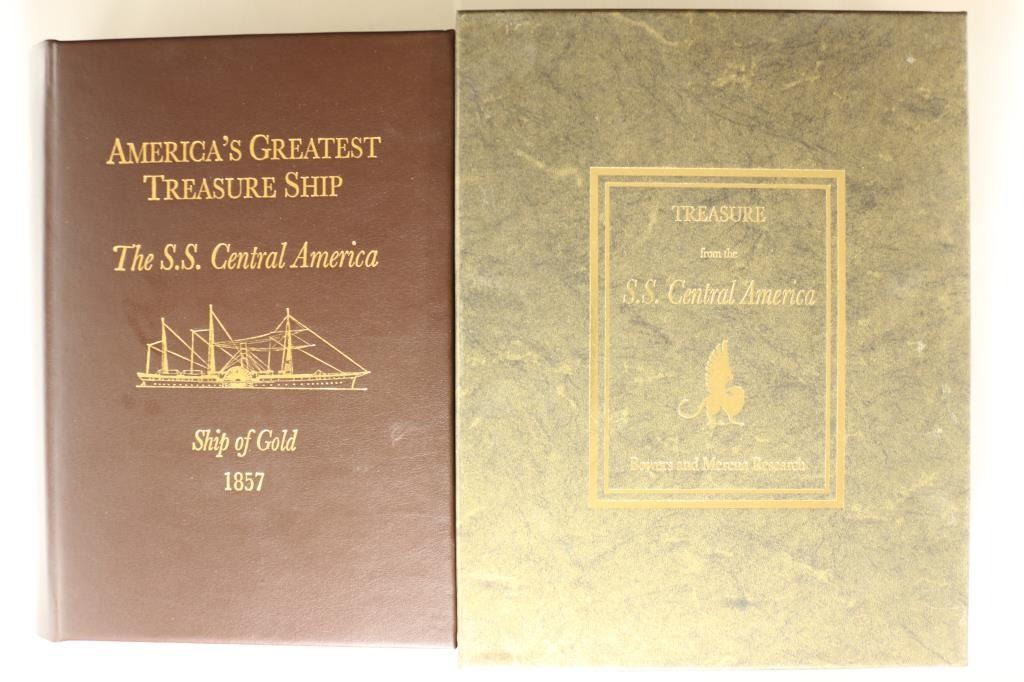 AMERICA'S GREATEST
TREASURE SHIP
The S.S. Central America
Ship of Gold
1857
TREASURE
from the
S.S. Central America
Bowers and Merena Research